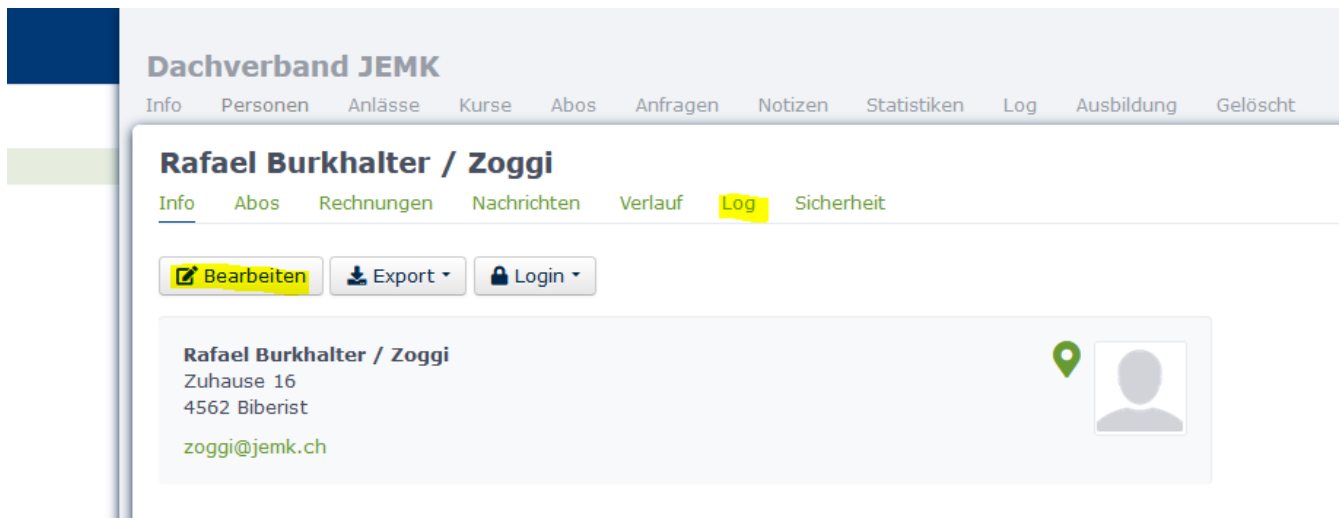 Dachverband JEMK
Info Personen Anlässe Kurse Abos Anfragen Notizen Statistiken Log Ausbildung Gelöscht
Rafael Burkhalter / Zoggi
Info Abos Rechnungen Nachrichten Verlauf Log Sicherheit
Bearbeiten Export Login
Rafael Burkhalter / Zoggi
Zuhause 16
4562 Biberist
zoggi@jemk.ch